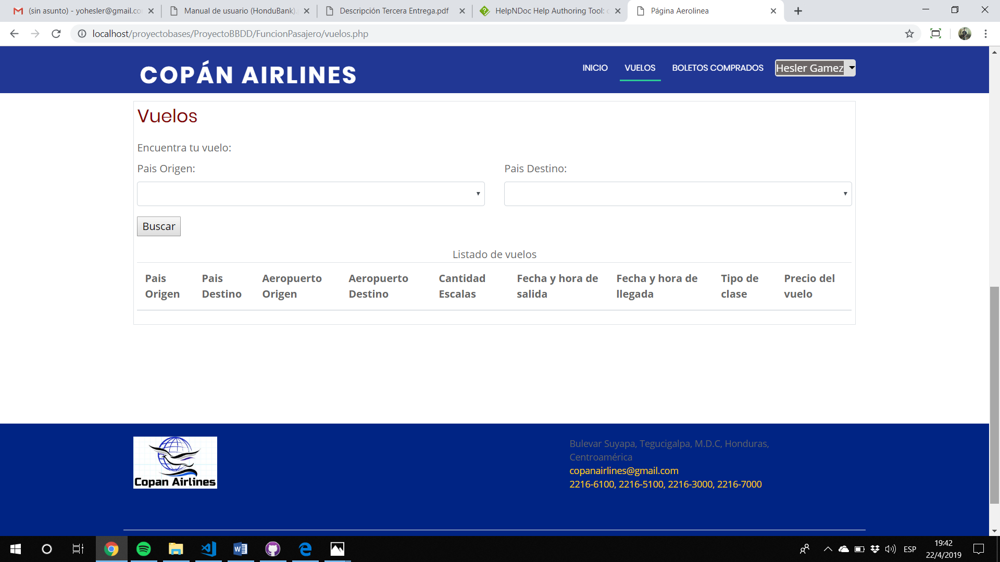 (sin asunto) - yohesler@gmail.co
Manual de usuario (HonduBank).
Descripción Tercera Entrega.pdf
HelpNDoc Help Authoring Tool: c
Página Aerolinea
localhost/proyectobases/ProyectoBBDD/FuncionPasajero/vuelos.php
COPÁN AIRLINES
INICIO
VUELOS
BOLETOS COMPRADOS
Hesler Gamez
Vuelos
Encuentra tu vuelo:
Pais Origen:
Pais Destino:
Buscar
Listado de vuelos
Pais Origen
Pais Destino
Aeropuerto Origen
Aeropuerto Destino
Cantidad Escalas
Fecha y hora de salida
Fecha y hora de llegada
Tipo de clase
Precio del vuelo
Copan Airlines
Bulevar Suyapa, Tegucigalpa, M.D.C, Honduras,
Centroamérica
copanairlines@gmail.com
2216-6100, 2216-5100, 2216-3000, 2216-7000
ESP
19:42
22/4/2019